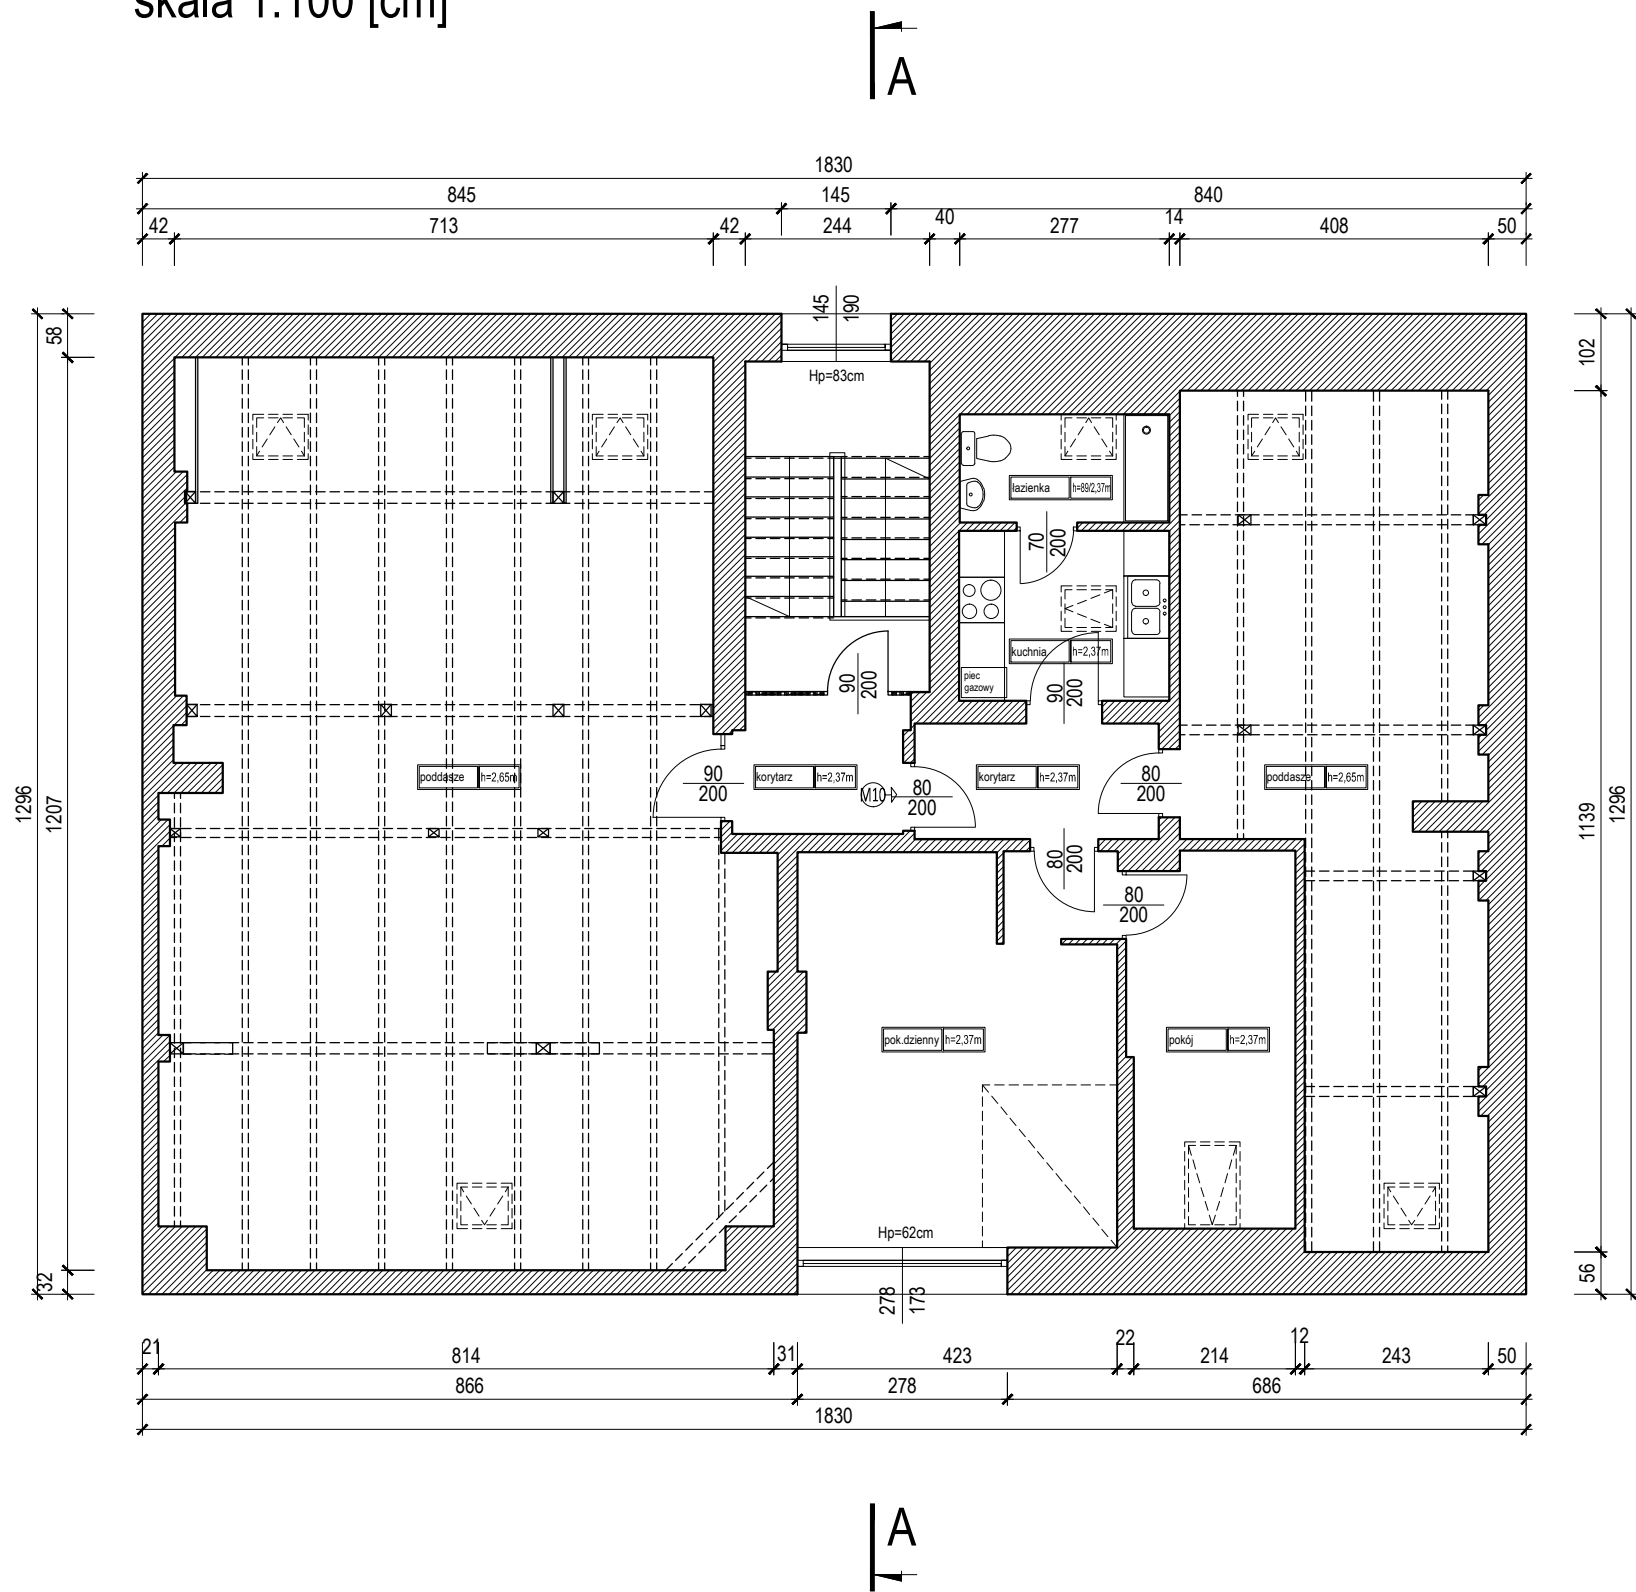 skala 1:100 [cm]
A
1830
845 145 840
42 713 42 244 40 277 14 408 50
145 190
Hp=83cm
58
102
łazienka h=89/2,37m
70
200
kuchnia h=2,37m
piec
gazowy
90
200
90
200
poddasze h=2,65m
90
200
korytarz h=2,37m
M10
80
200
korytarz h=2,37m
80
200
poddasze h=2,65m
1296
1207
1139
1296
80
200
80
200
pok.dzienny h=2,37m
pokój h=2,37m
Hp=62cm
32
56
278 173
21 814 31 423 22 214 12 243 50
866 278 686
1830
A